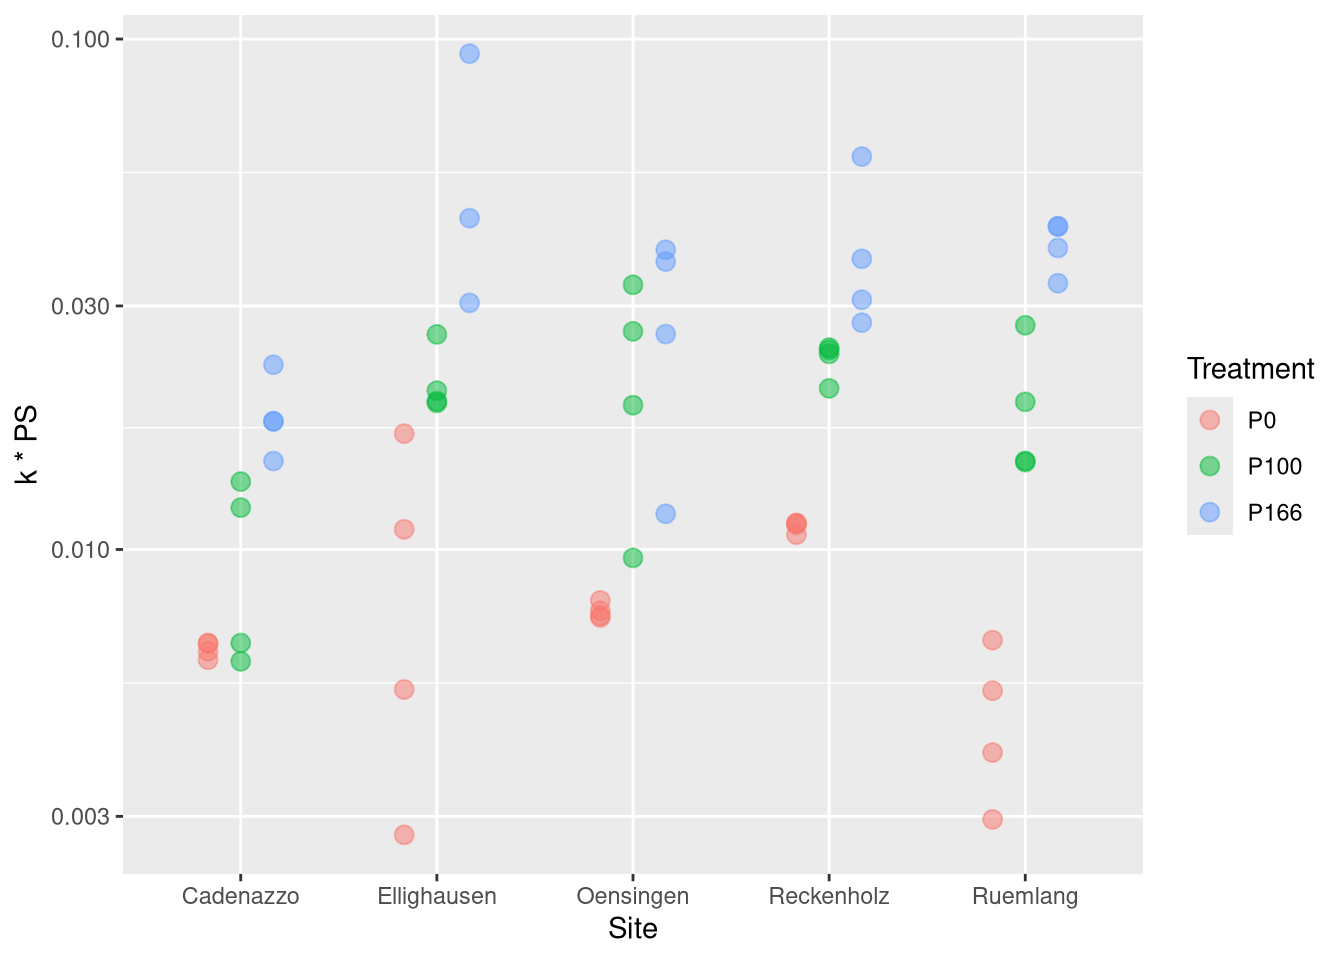 0.100
0.030
0.010
0.003
k * PS
Cadenazzo
Ellighausen
Oensingen
Reckenholz
Ruemlang
Site
Treatment
P0
P100
P166